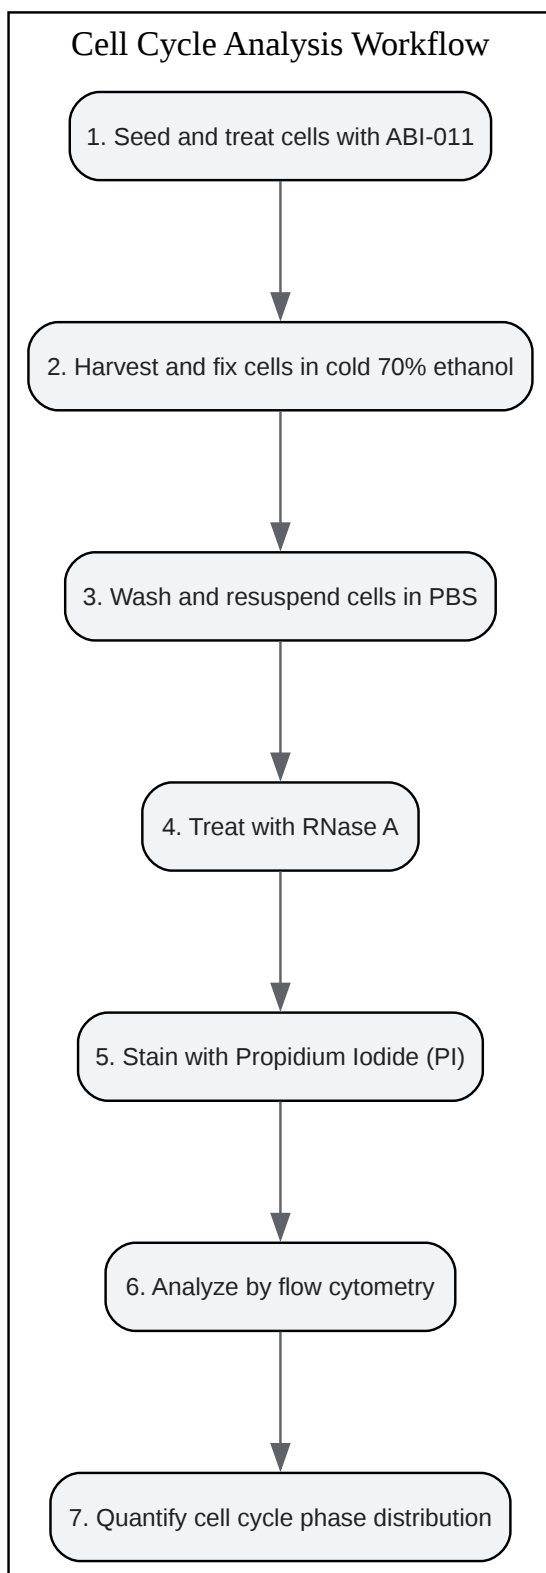 Cell Cycle Analysis Workflow
1. Seed and treat cells with ABI-011
2. Harvest and fix cells in cold 70% ethanol
3. Wash and resuspend cells in PBS
4. Treat with RNase A
5. Stain with Propidium Iodide (PI)
6. Analyze by flow cytometry
7. Quantify cell cycle phase distribution